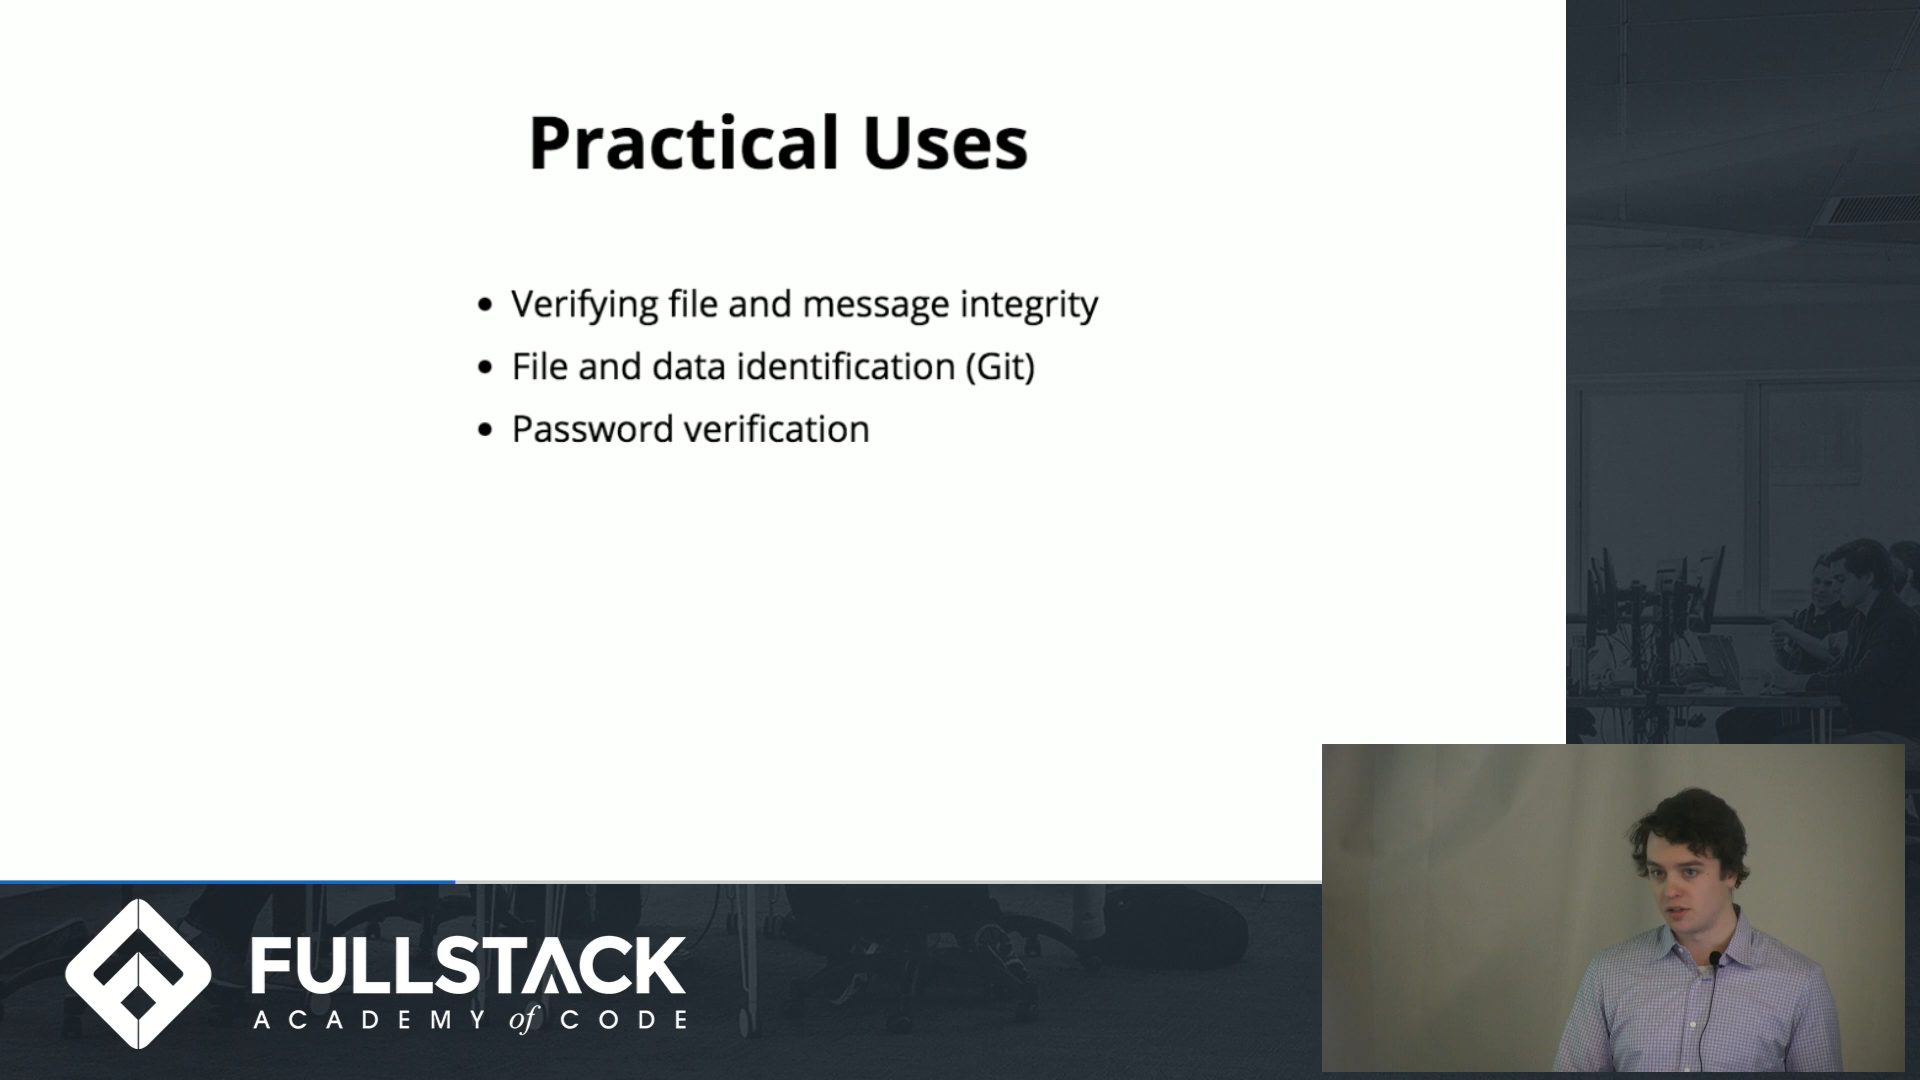 Practical Uses
• Verifying file and message integrity
• File and data identification (Git)
• Password verification
FULLSTACK
ACADEMY of CODE